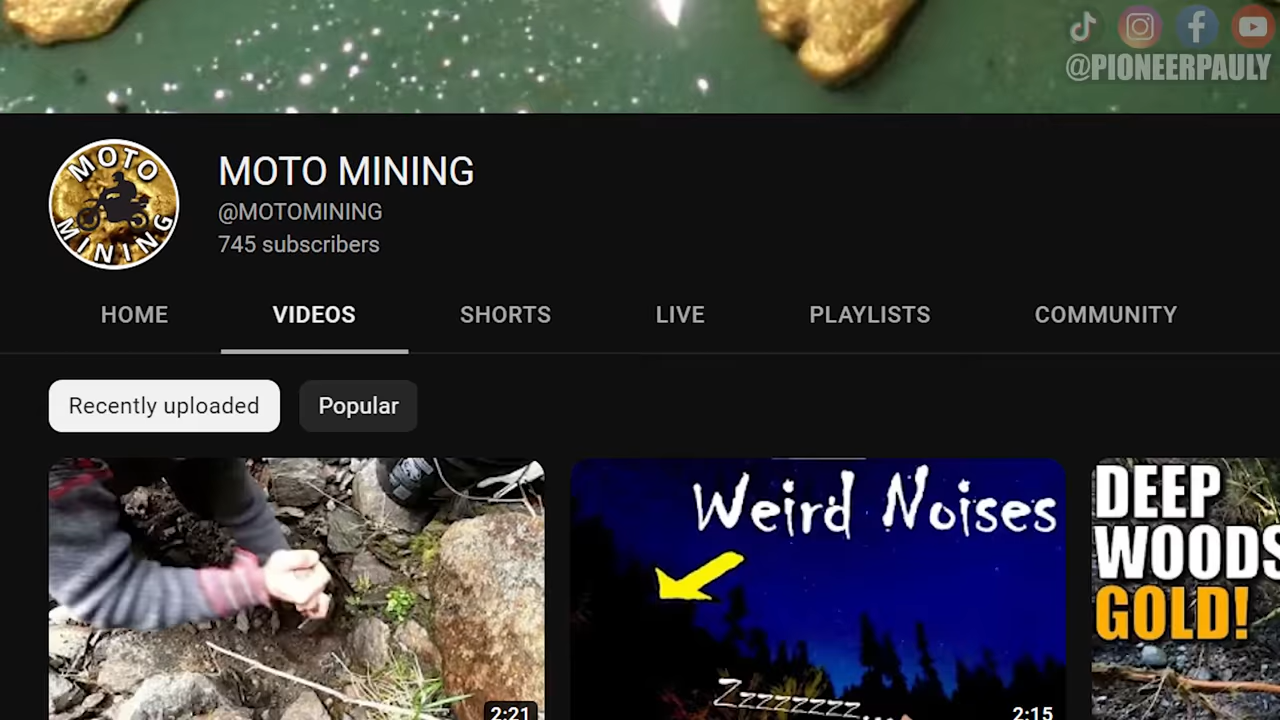 @PIONEERPAULY
MOTO
MINING
MOTO MINING
@MOTOMINING
745 subscribers
HOME
VIDEOS
SHORTS
LIVE
PLAYLISTS
COMMUNITY
Recently uploaded
Popular
2:21
Weird Noises
Zzzzzzzz...
2:15
DEEP
WOODS
GOLD!